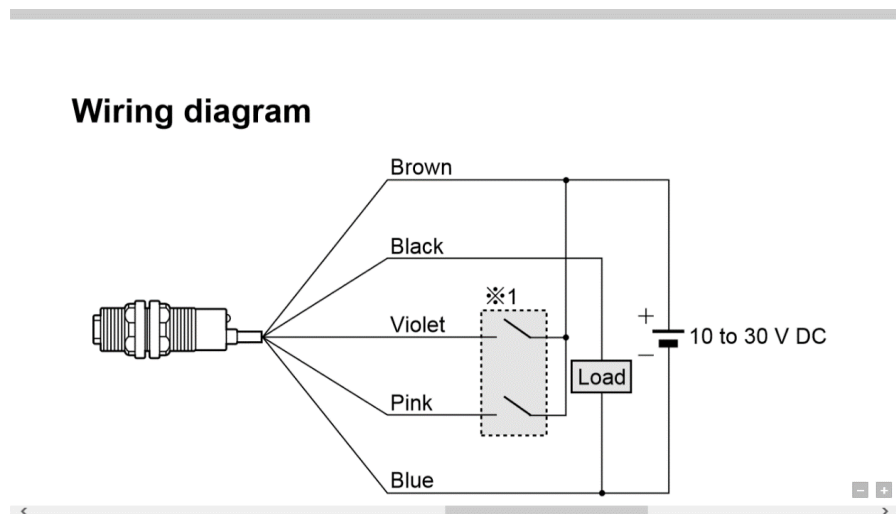 Wiring diagram
Brown
Black
※1
Violet
+
10 to 30 V DC
−
Load
Pink
Blue